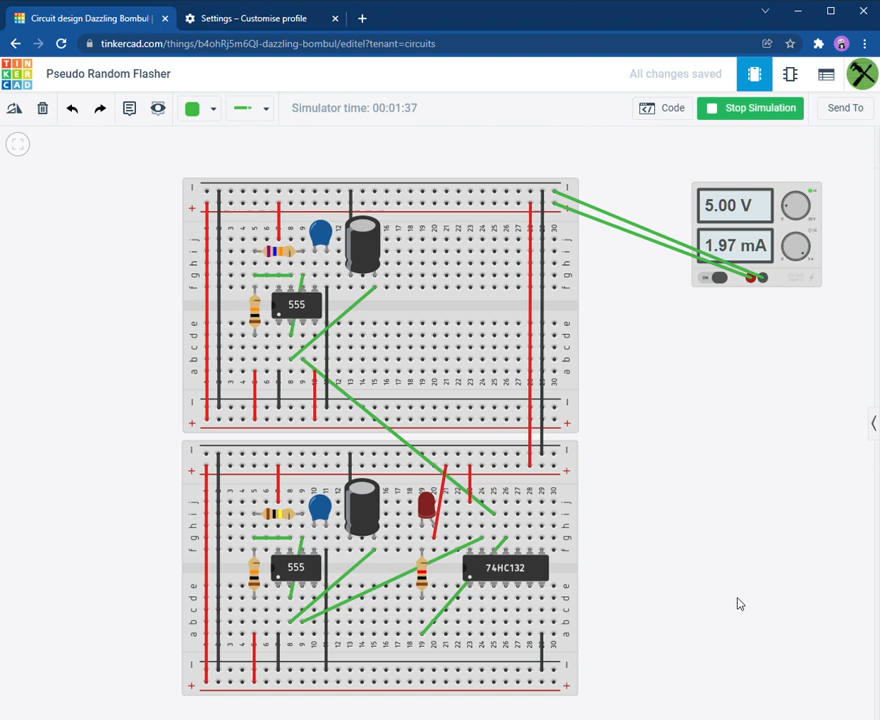 Circuit design Dazzling Bombul |
Settings – Customise profile
tinkercad.com/things/b4ohRj5m6QI-dazzling-bombul/editel?tenant=circuits
TIN
KER
CAD
Pseudo Random Flasher
All changes saved
Simulator time: 00:01:37
Code
Stop Simulation
Send To
5.00 V
1.97 mA
ON
555
555
74HC132